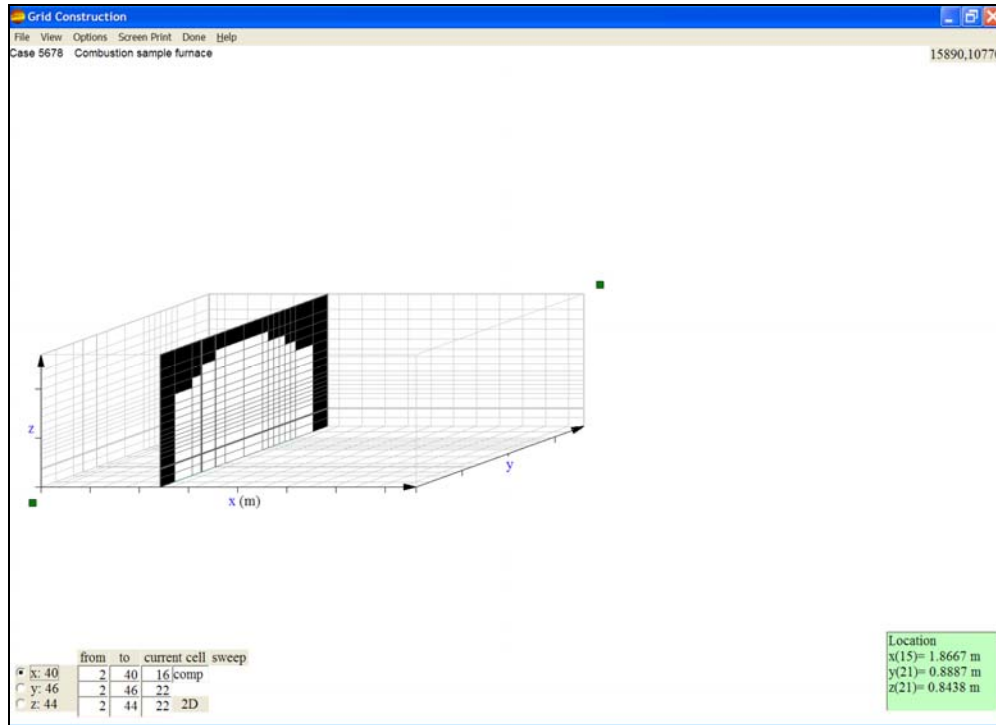 Grid Construction
File View Options Screen Print Done Help
Case 5678 Combustion sample furnace
15890,10770
z
y
x (m)
from to current cell sweep
x: 40 2 40 16 comp
y: 46 2 46 22
z: 44 2 44 22 2D
Location
x(15)= 1.8667 m
y(21)= 0.8887 m
z(21)= 0.8438 m